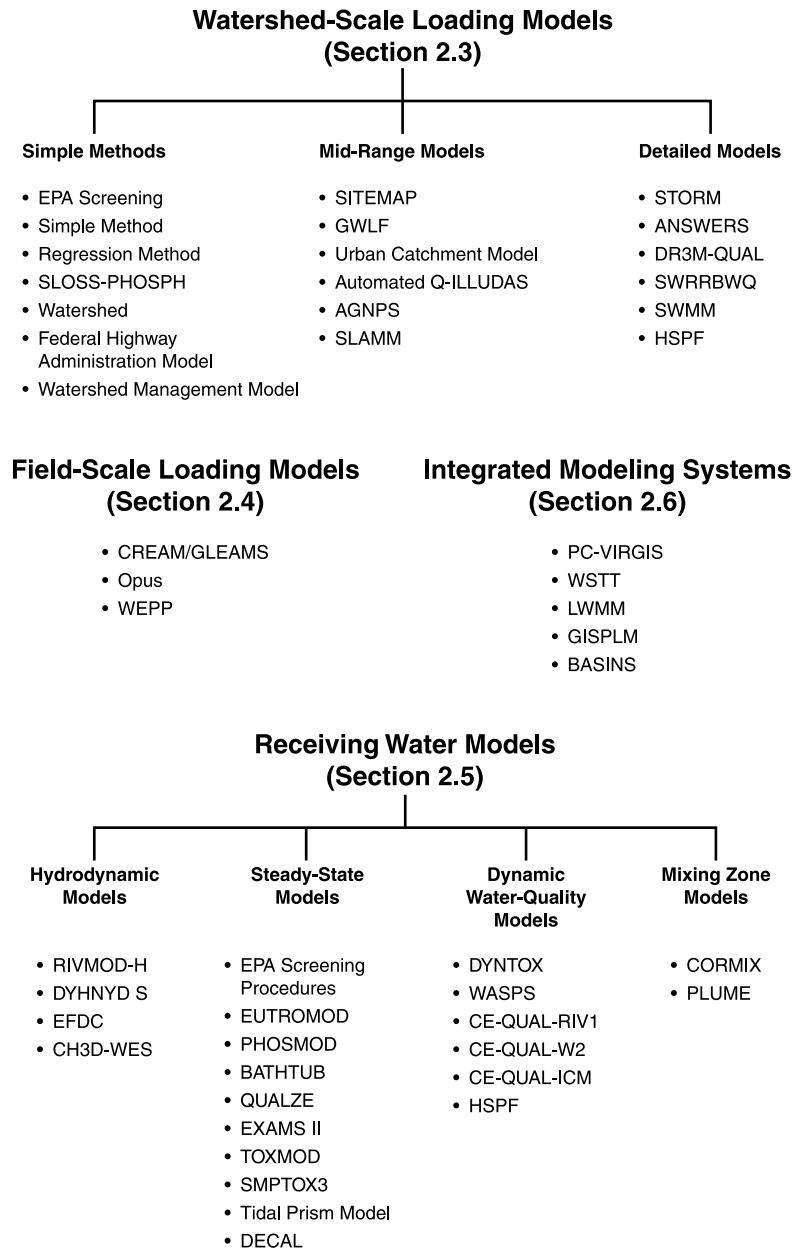 Watershed-Scale Loading Models
(Section 2.3)
Simple Methods
• EPA Screening
• Simple Method
• Regression Method
• SLOSS-PHOSPH
• Watershed
• Federal Highway
Administration Model
• Watershed Management Model
Mid-Range Models
• SITEMAP
• GWLF
• Urban Catchment Model
• Automated Q-ILLUDAS
• AGNPS
• SLAMM
Detailed Models
• STORM
• ANSWERS
• DR3M-QUAL
• SWRRBWQ
• SWMM
• HSPF
Field-Scale Loading Models
(Section 2.4)
• CREAM/GLEAMS
• Opus
• WEPP
Integrated Modeling Systems
(Section 2.6)
• PC-VIRGIS
• WSTT
• LWMM
• GISPLM
• BASINS
Receiving Water Models
(Section 2.5)
Hydrodynamic
Models
• RIVMOD-H
• DYHNYD S
• EFDC
• CH3D-WES
Steady-State
Models
• EPA Screening
Procedures
• EUTROMOD
• PHOSMOD
• BATHTUB
• QUALZE
• EXAMS II
• TOXMOD
• SMPTOX3
• Tidal Prism Model
• DECAL
Dynamic
Water-Quality
Models
• DYNTOX
• WASPS
• CE-QUAL-RIV1
• CE-QUAL-W2
• CE-QUAL-ICM
• HSPF
Mixing Zone
Models
• CORMIX
• PLUME